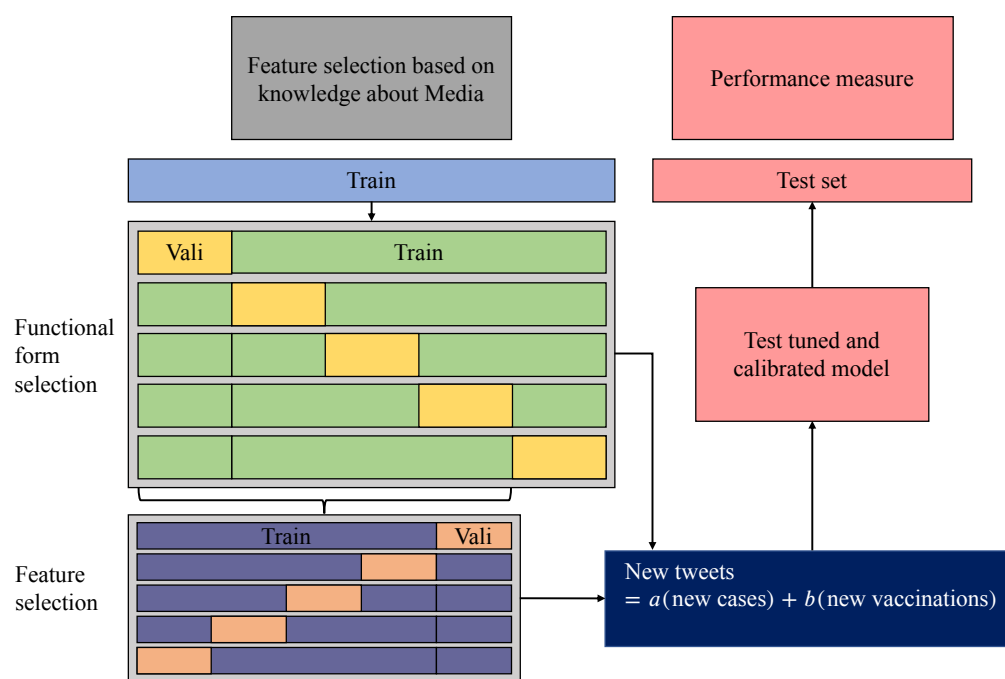 Feature selection based on
knowledge about Media
Performance measure
Train
Test set
Vali
Train
Functional
form
selection
Test tuned and
calibrated model
Train
Vali
Feature
selection
New tweets
= a(new cases) + b(new vaccinations)